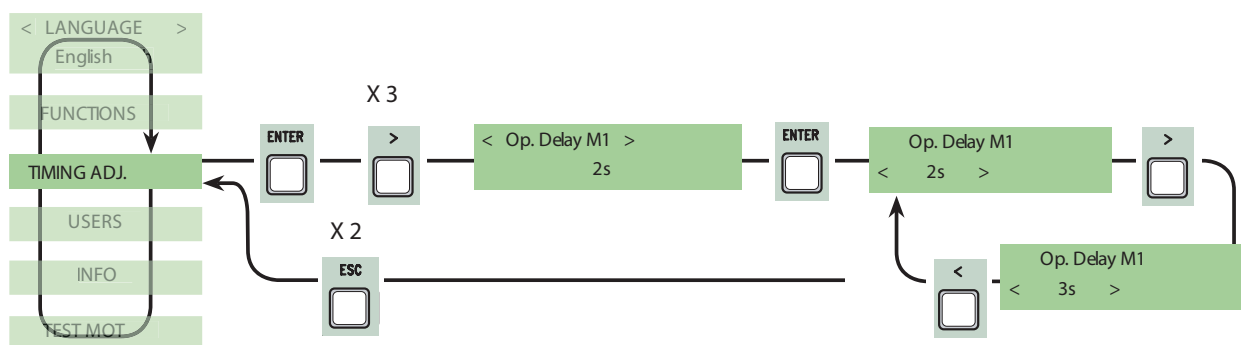 < LANGUAGE >
English
FUNCTIONS
TIMING ADJ.
USERS
INFO
TEST MOT
ENTER
X 3
>
< Op. Delay M1 >
2s
ENTER
Op. Delay M1
< 2s >
>
Op. Delay M1
< 3s >
<
X 2
ESC